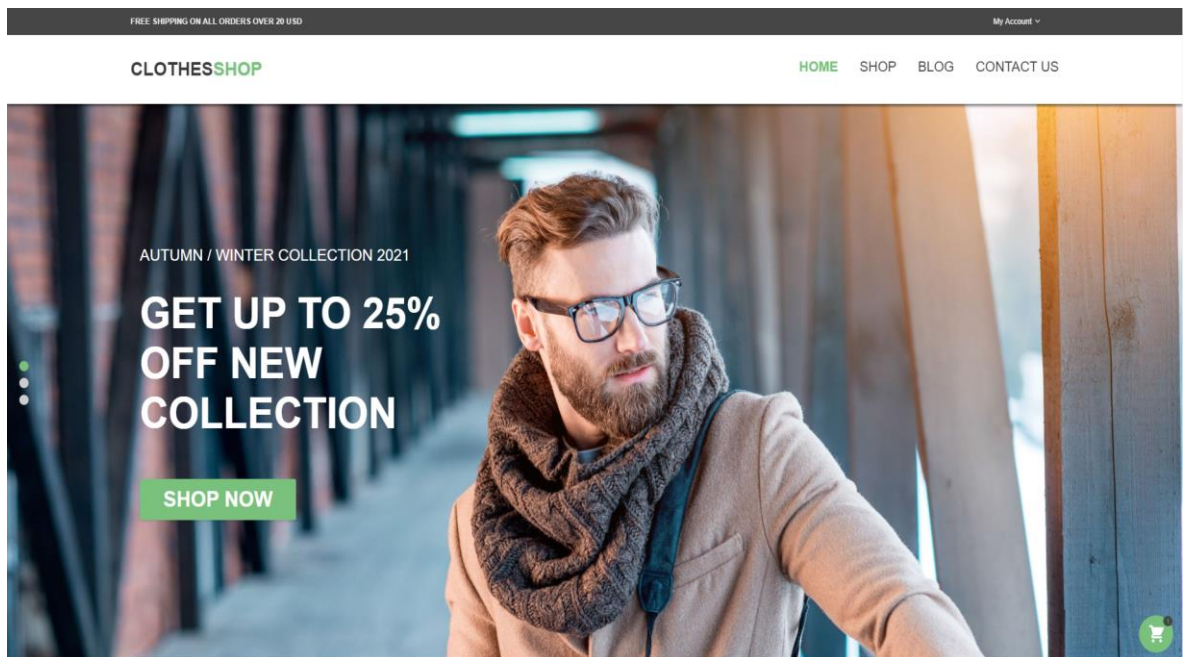 FREE SHIPPING ON ALL ORDERS OVER 20 USD
My Account
CLOTHESSHOP
HOME SHOP BLOG CONTACT US
AUTUMN / WINTER COLLECTION 2021
GET UP TO 25%
OFF NEW
COLLECTION
SHOP NOW